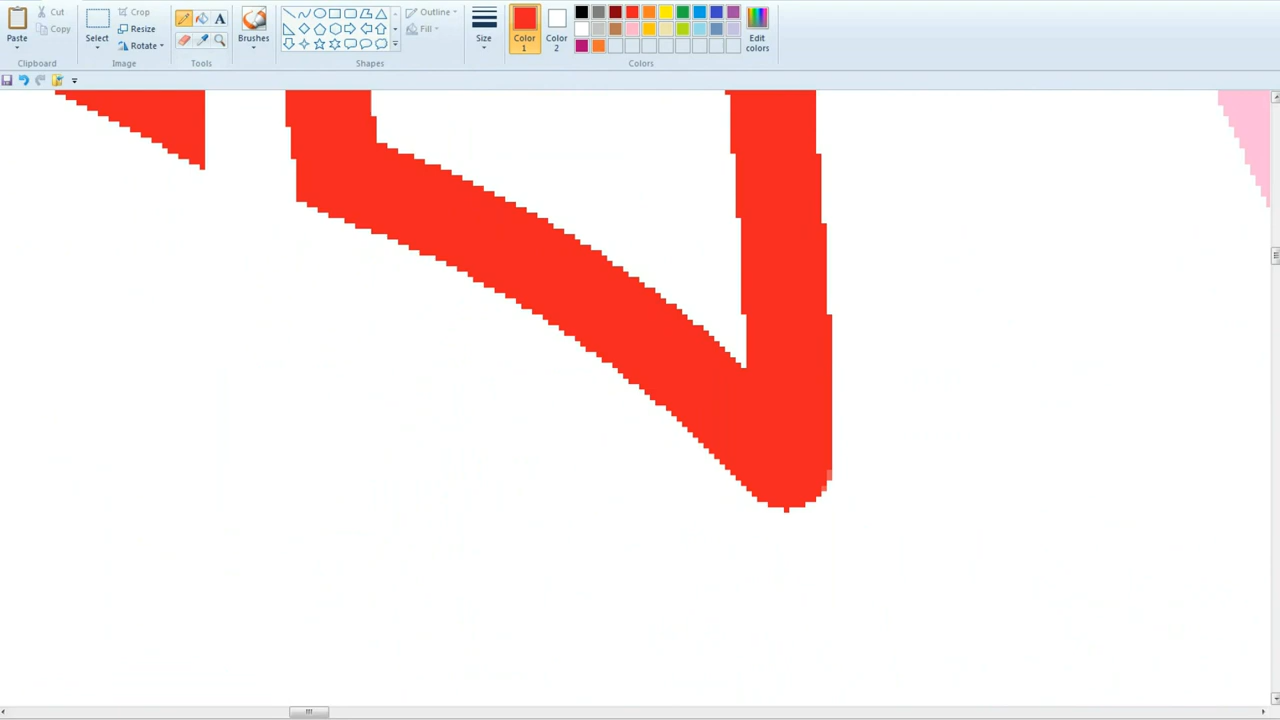 Cut
Copy
Paste
Clipboard
Crop
Resize
Rotate
Select
Image
A
Tools
Brushes
Outline
Fill
Shapes
Size
Color
1
Color
2
Colors
Edit
colors